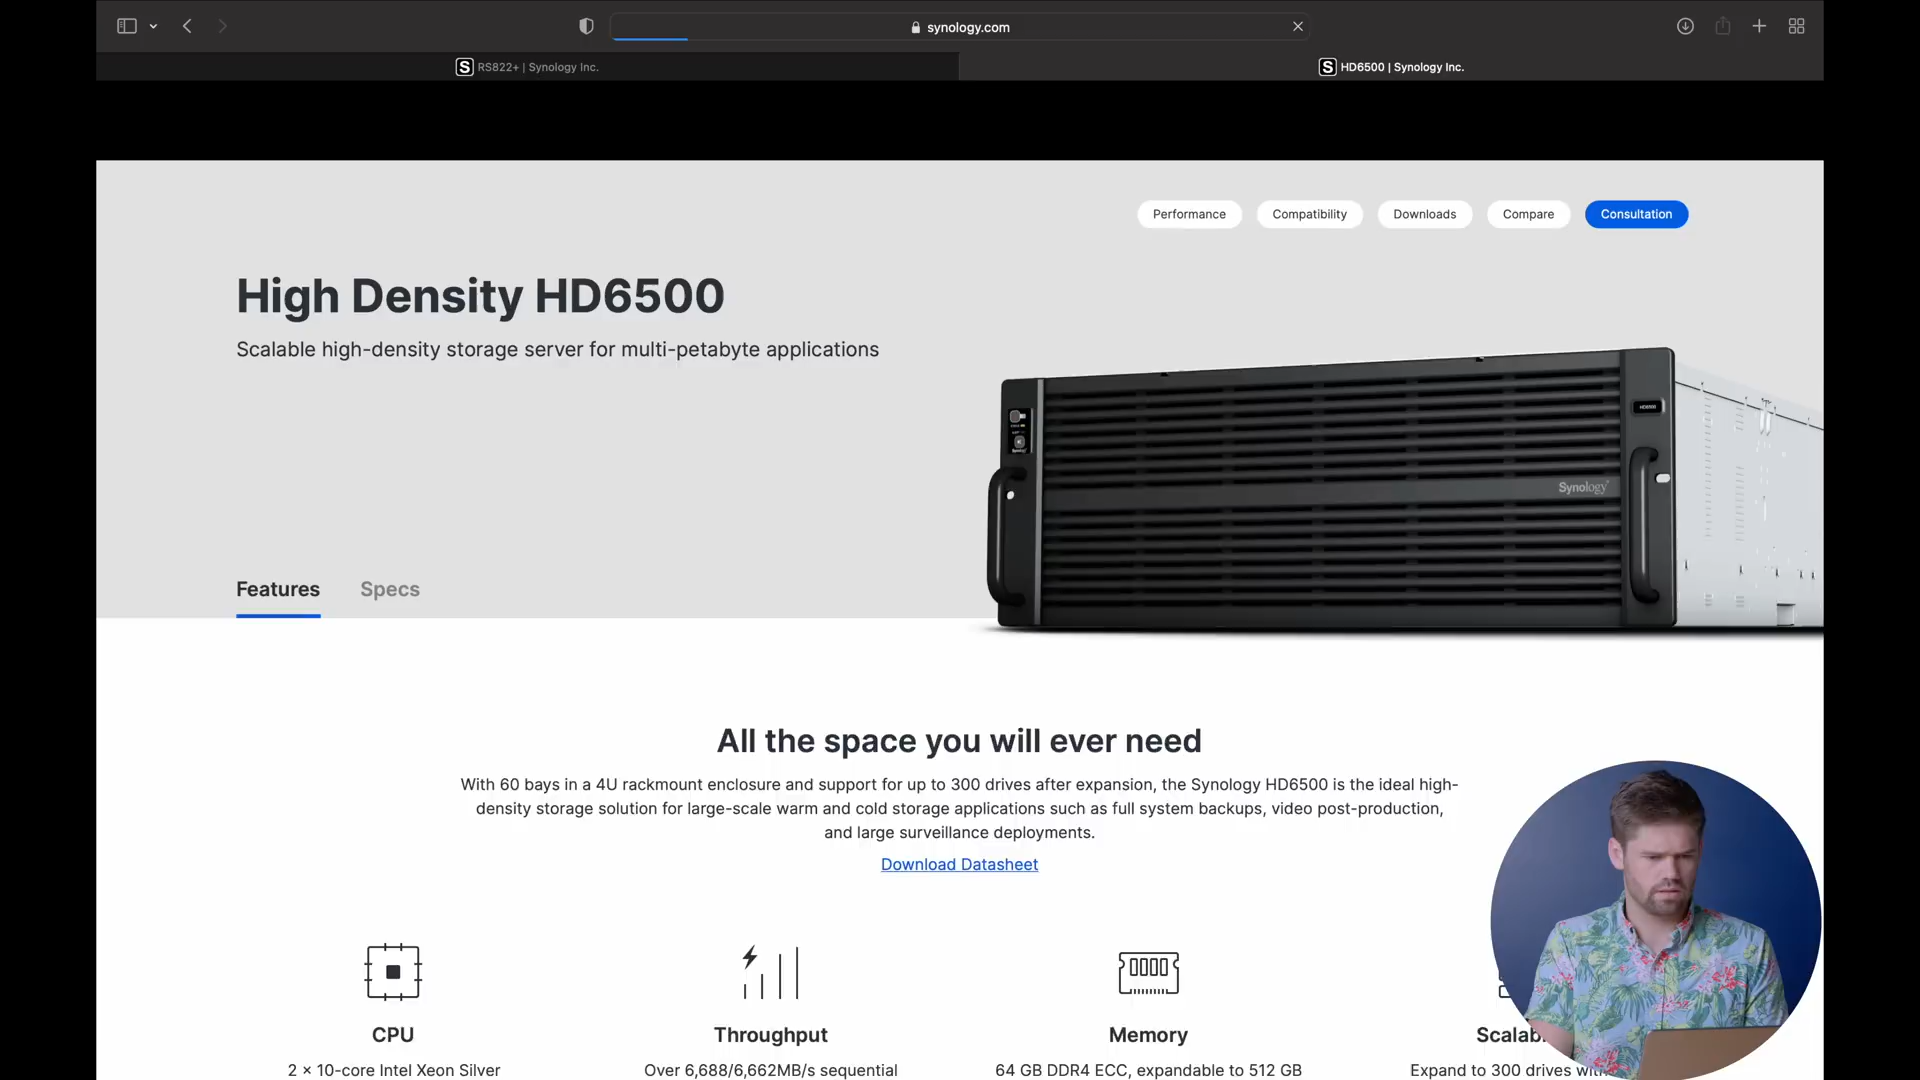 synology.com
S RS822+ | Synology Inc.
S HD6500 | Synology Inc.
Performance
Compatibility
Downloads
Compare
Consultation
High Density HD6500
Scalable high-density storage server for multi-petabyte applications
HD6500
Synology
Features
Specs
All the space you will ever need
With 60 bays in a 4U rackmount enclosure and support for up to 300 drives after expansion, the Synology HD6500 is the ideal high-
density storage solution for large-scale warm and cold storage applications such as full system backups, video post-production,
and large surveillance deployments.
Download Datasheet
CPU
Throughput
Memory
2 × 10-core Intel Xeon Silver
Over 6,688/6,662MB/s sequential
64 GB DDR4 ECC, expandable to 512 GB
Expand to 300 drives